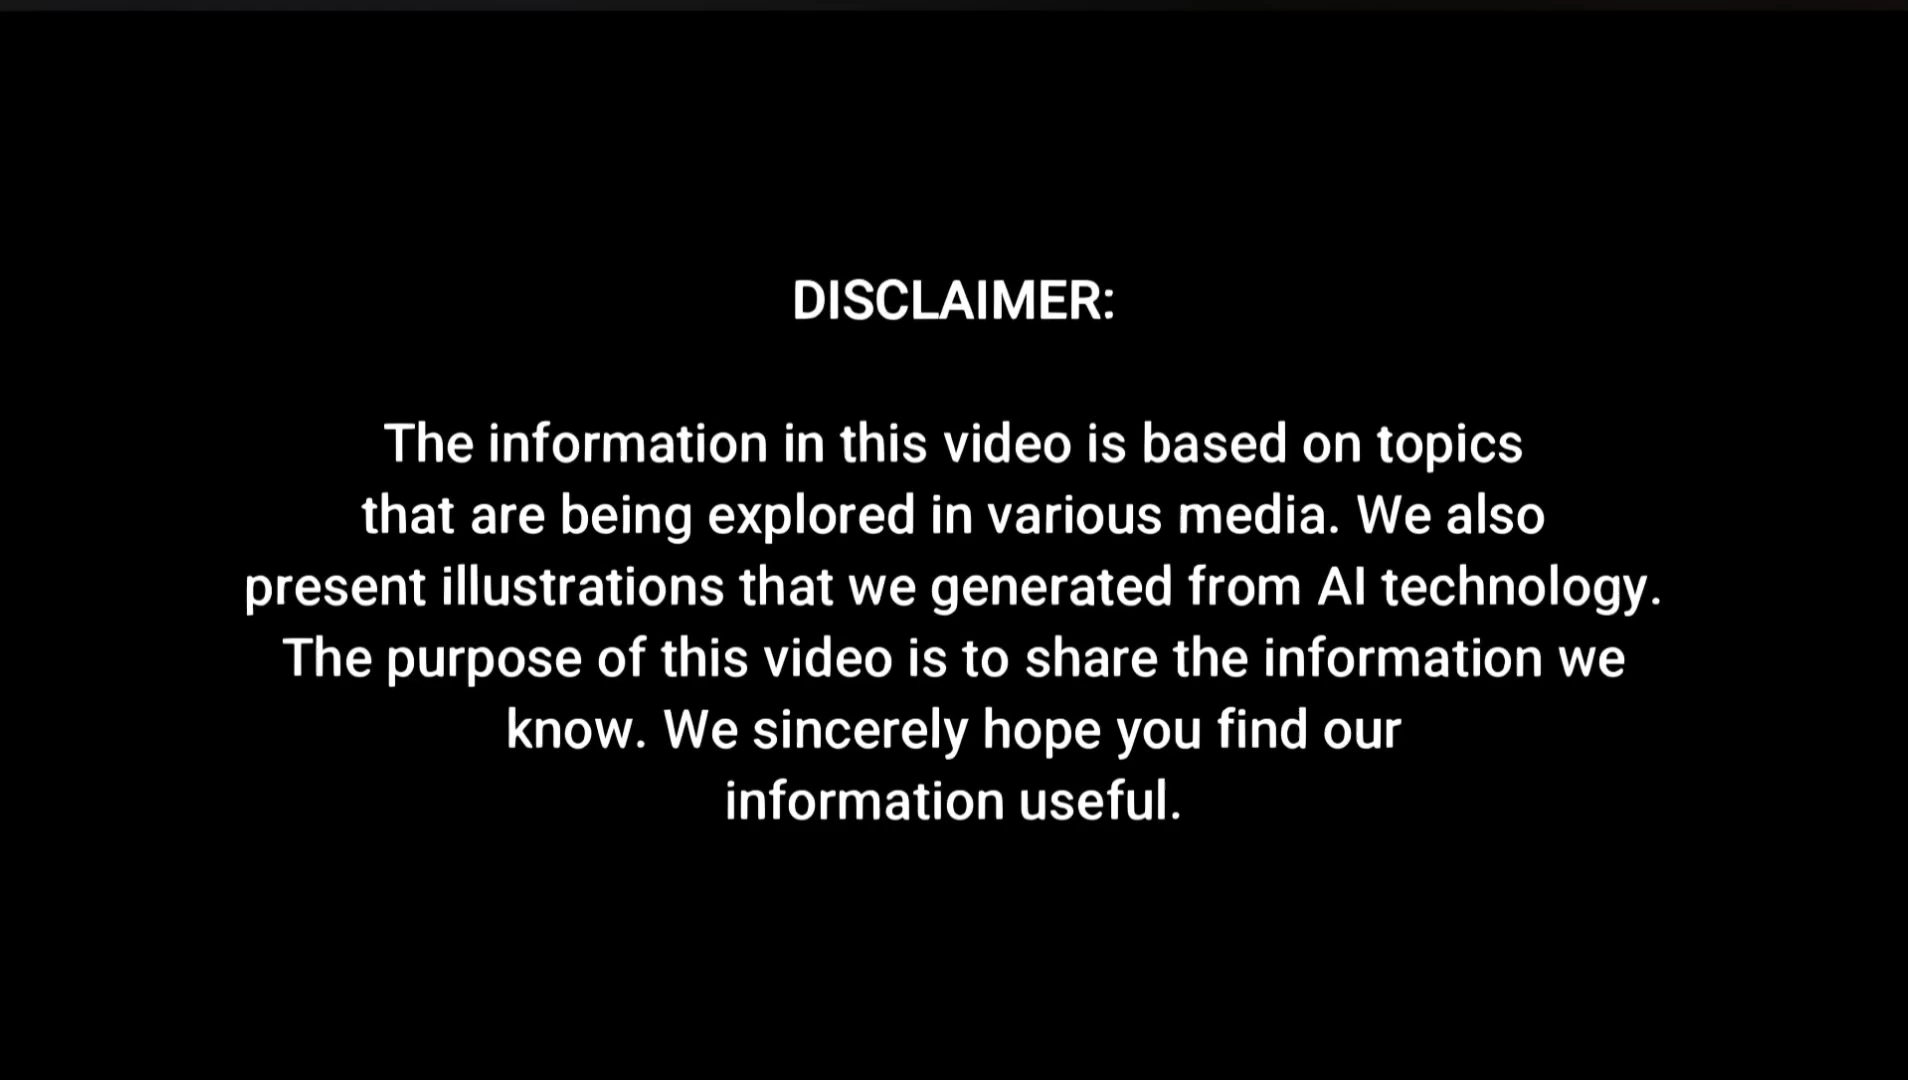 DISCLAIMER:
The information in this video is based on topics
that are being explored in various media. We also
present illustrations that we generated from AI technology.
The purpose of this video is to share the information we
know. We sincerely hope you find our
information useful.